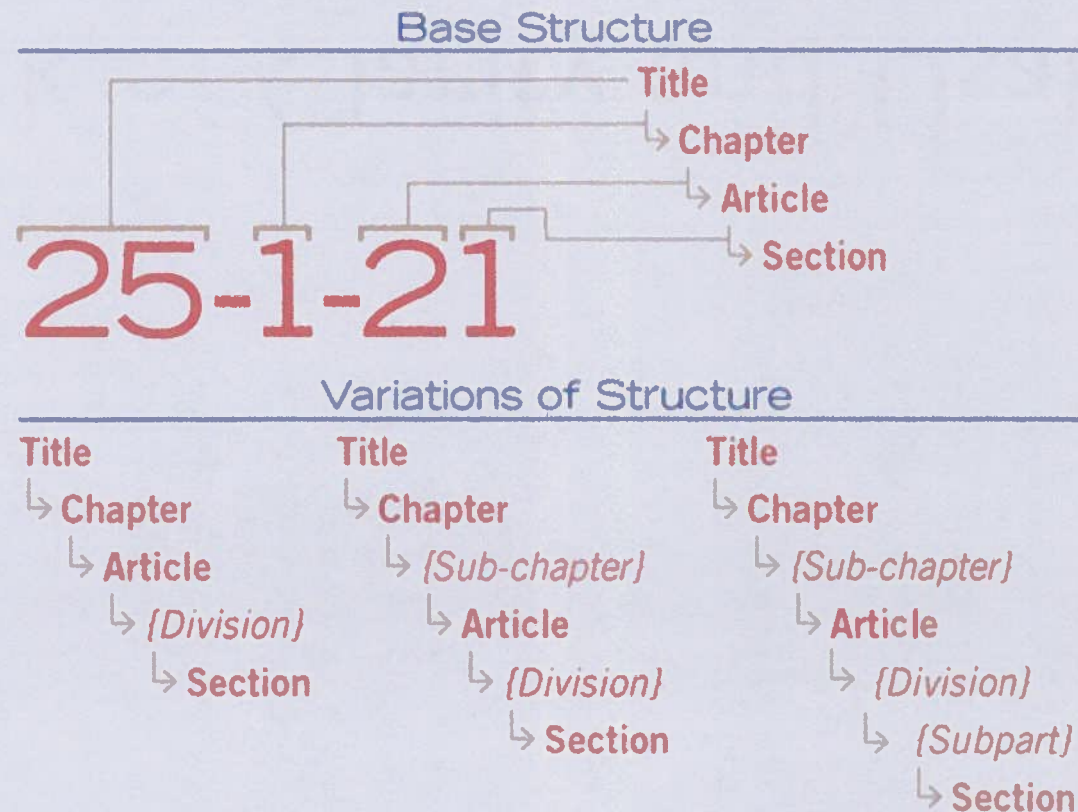 Base Structure
Title
Chapter
Article
Section
25-1-21
Variations of Structure
Title
Chapter
Article
{Division}
Section
Title
Chapter
{Sub-chapter}
Article
{Division}
Section
Title
Chapter
{Sub-chapter}
Article
{Division}
{Subpart}
Section